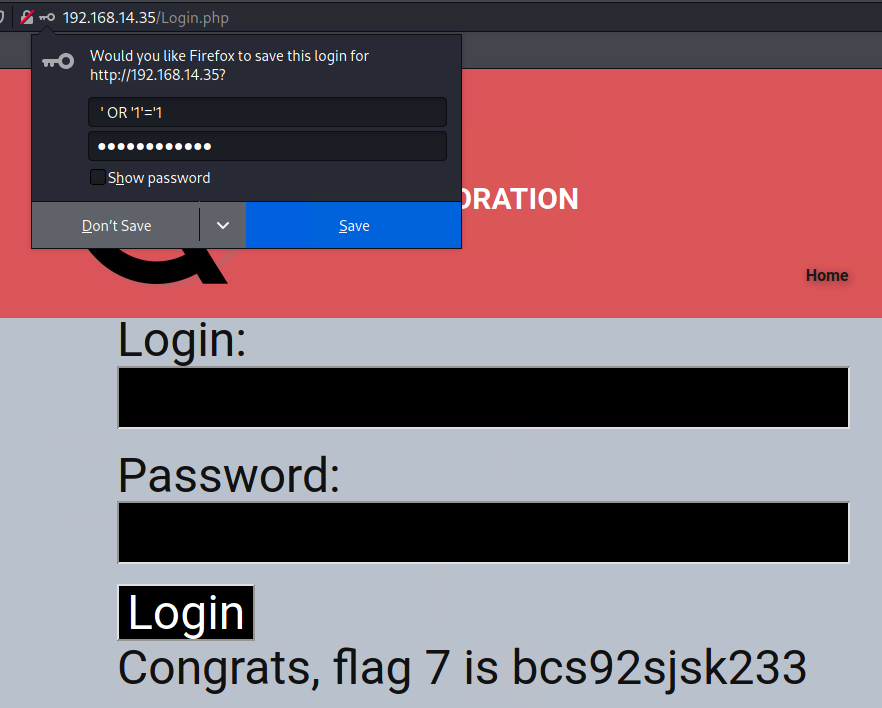 192.168.14.35/Login.php
Would you like Firefox to save this login for
http://192.168.14.35?
' OR '1'='1
●●●●●●●●●●●●
Show password
Don't Save
Save
ORATION
Home
Login:
Password:
Login
Congrats, flag 7 is bcs92sjsk233